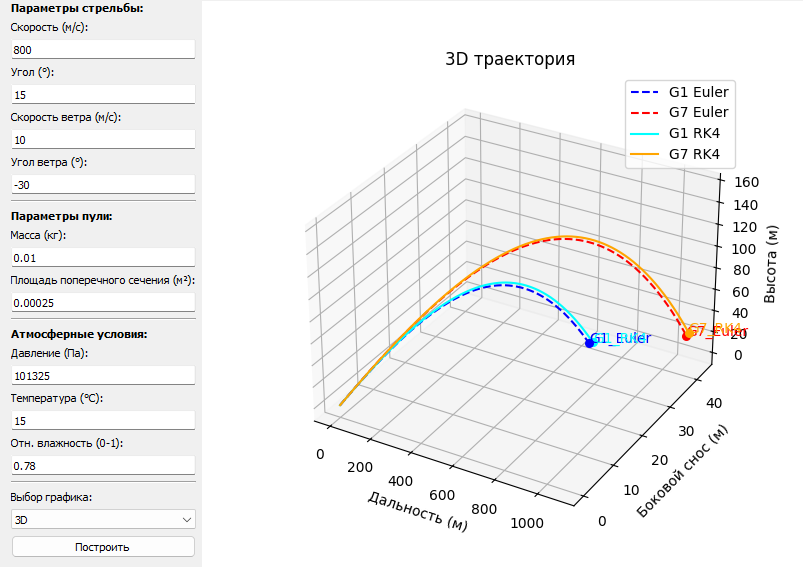 Параметры стрельбы:
Скорость (м/с):
800
Угол (°):
15
Скорость ветра (м/с):
10
Угол ветра (°):
-30
Параметры пули:
Масса (кг):
0.01
Площадь поперечного сечения (м²):
0.00025
Атмосферные условия:
Давление (Па):
101325
Температура (°C):
15
Отн. влажность (0-1):
0.78
Выбор графика:
3D
Построить
3D траектория
G1 Euler
G7 Euler
G1 RK4
G7 RK4
160
140
120
100
80
60
40
20
0
Высота (м)
G1_Euler
G7_Euler
G7_RK4
40
30
20
10
0
Боковой снос (м)
0
200
400
600
800
1000
Дальность (м)